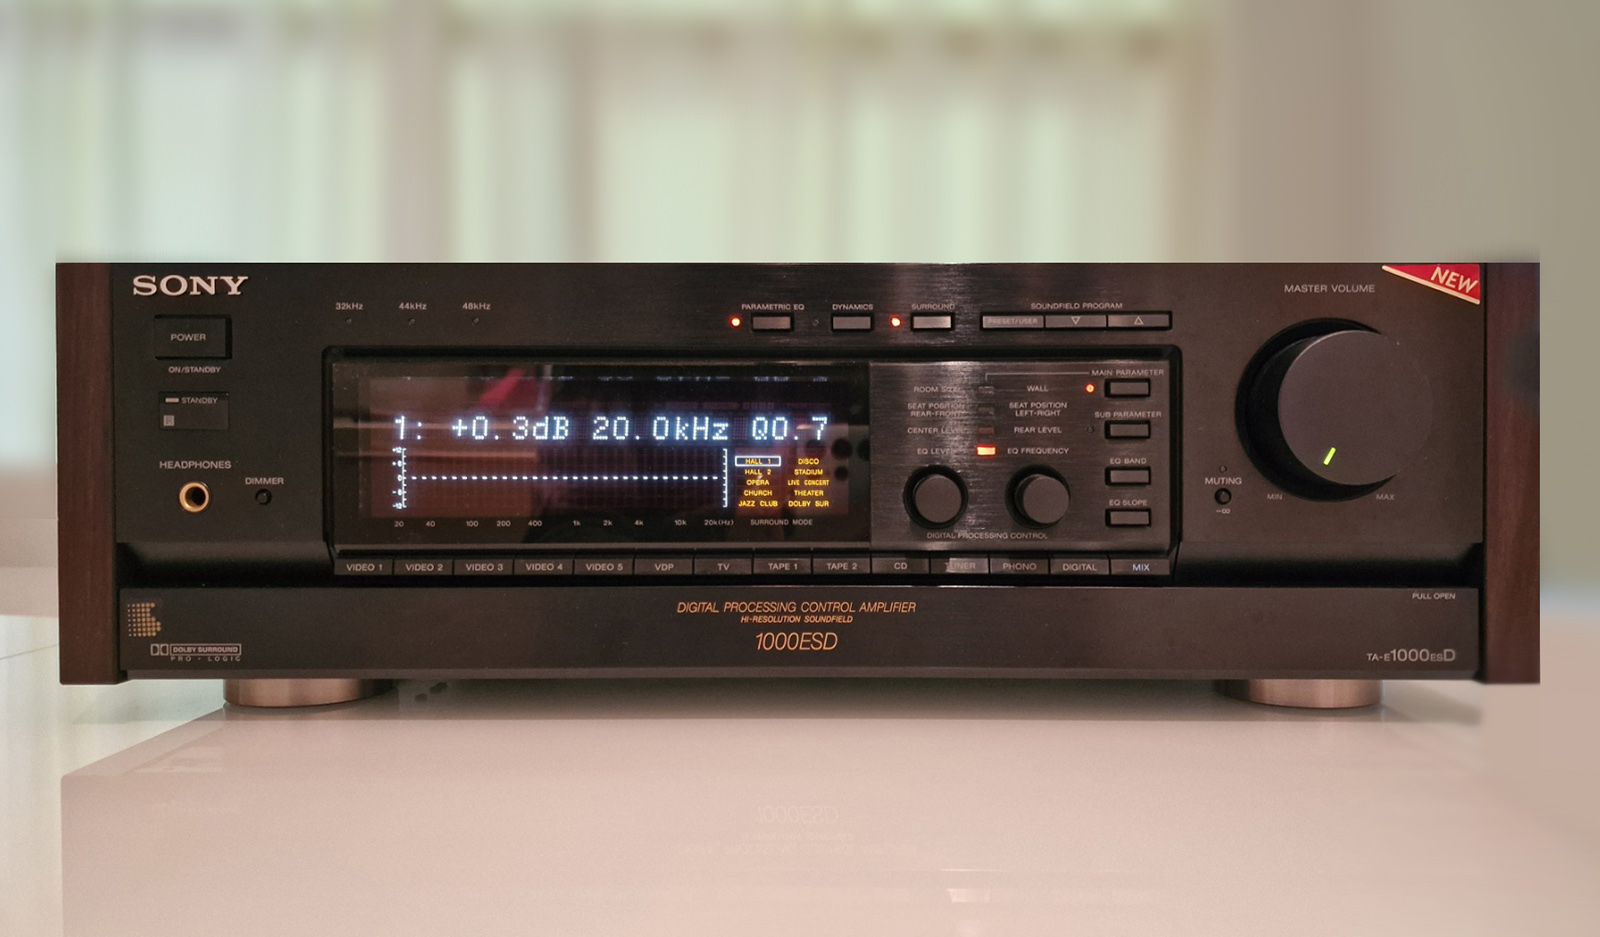 SONY
NEW
MASTER VOLUME
POWER
ON/STANDBY
STANDBY
HEADPHONES
DIMMER
32kHz 44kHz 48kHz
PARAMETRIC EQ DYNAMICS SURROUND
SOUNDFIELD PROGRAM
PRESET/USER
1: +0.3dB 20.0kHz Q0.7
HALL 1 DISCO
HALL 2 STADIUM
OPERA LIVE CONCERT
CHURCH THEATER
JAZZ CLUB DOLBY SUR
20 40 100 200 400 1k 2k 4k 10k 20k(Hz) SURROUND MODE
MAIN PARAMETER
ROOM SIZE WALL
SEAT POSITION REAR-FRONT SEAT POSITION LEFT-RIGHT
SUB PARAMETER
CENTER LEVEL REAR LEVEL
EQ LEVEL EQ FREQUENCY
EQ BAND
EQ SLOPE
DIGITAL PROCESSING CONTROL
MUTING
-∞
MIN MAX
VIDEO 1 VIDEO 2 VIDEO 3 VIDEO 4 VIDEO 5 VDP TV TAPE 1 TAPE 2 CD TUNER PHONO DIGITAL MIX
PULL OPEN
DIGITAL PROCESSING CONTROL AMPLIFIER
HI-RESOLUTION SOUNDFIELD
1000ESD
DOLBY SURROUND
PRO · LOGIC
TA-E1000ESD